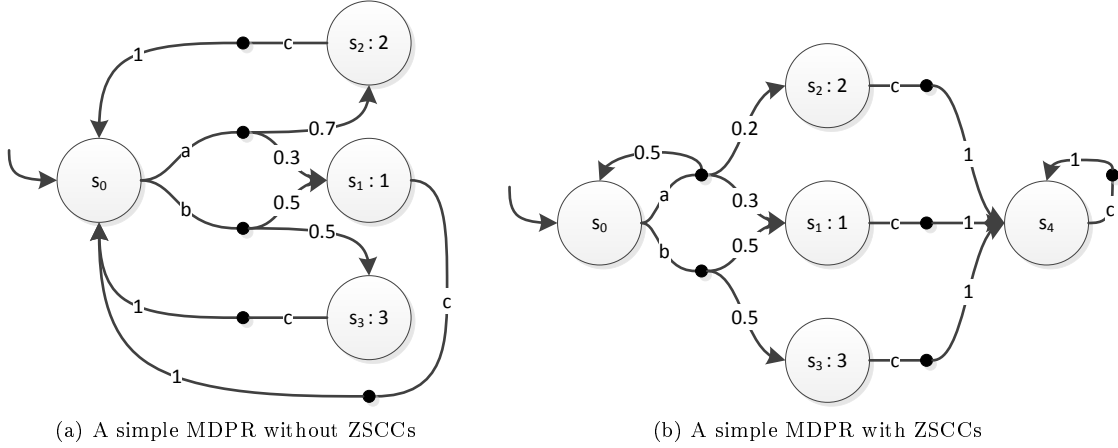 1
c
s₂ : 2
0.7
a
0.3
s₀
s₁ : 1
b
0.5
0.5
c
1
c
s₃ : 3
1
(a) A simple MDPR without ZSCCs
s₂ : 2
c
0.2
0.5
1
1
a
0.3
s₀
s₁ : 1
c
1
s₄
c
b
0.5
0.5
1
s₃ : 3
c
(b) A simple MDPR with ZSCCs